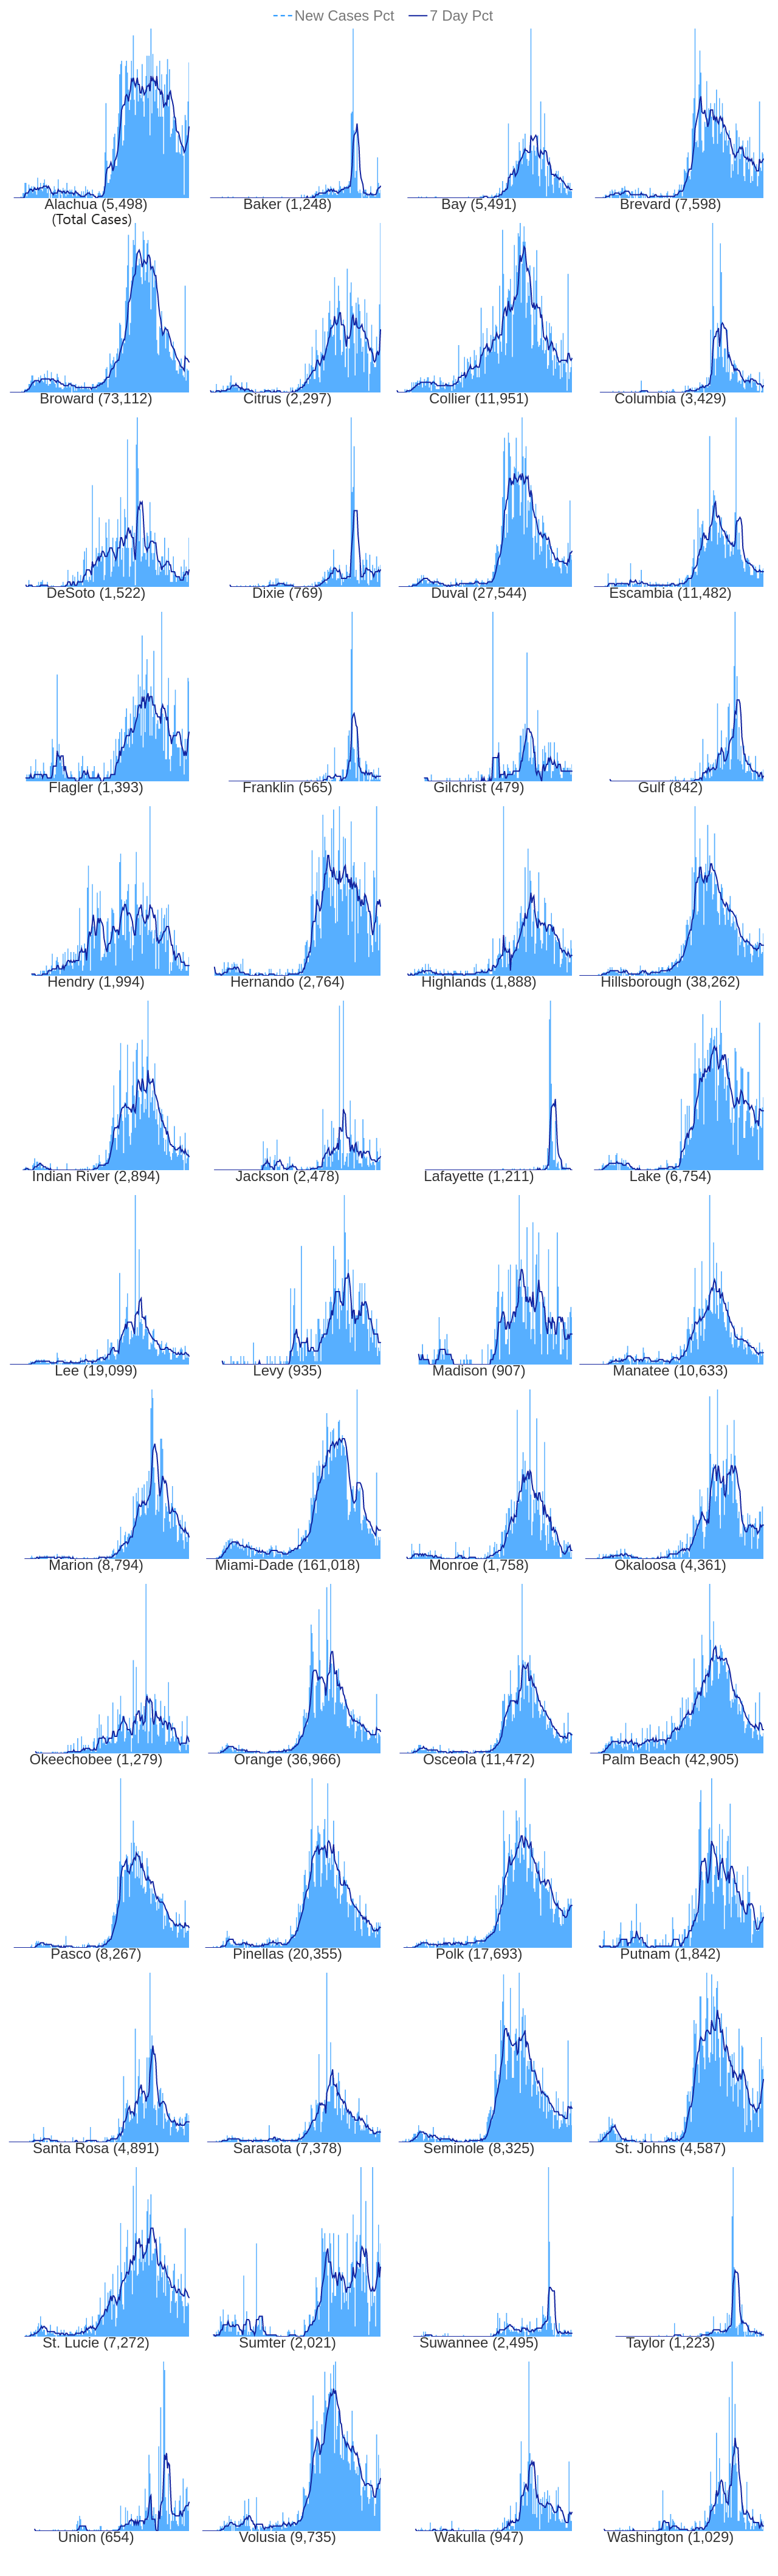 New Cases Pct 7 Day Pct
Alachua (5,498) Baker (1,248) Bay (5,491) Brevard (7,598)
(Total Cases)
Broward (73,112) Citrus (2,297) Collier (11,951) Columbia (3,429)
DeSoto (1,522) Dixie (769) Duval (27,544) Escambia (11,482)
Flagler (1,393) Franklin (565) Gilchrist (479) Gulf (842)
Hendry (1,994) Hernando (2,764) Highlands (1,888) Hillsborough (38,262)
Indian River (2,894) Jackson (2,478) Lafayette (1,211) Lake (6,754)
Lee (19,099) Levy (935) Madison (907) Manatee (10,633)
Marion (8,794) Miami-Dade (161,018) Monroe (1,758) Okaloosa (4,361)
Okeechobee (1,279) Orange (36,966) Osceola (11,472) Palm Beach (42,905)
Pasco (8,267) Pinellas (20,355) Polk (17,693) Putnam (1,842)
Santa Rosa (4,891) Sarasota (7,378) Seminole (8,325) St. Johns (4,587)
St. Lucie (7,272) Sumter (2,021) Suwannee (2,495) Taylor (1,223)
Union (654) Volusia (9,735) Wakulla (947) Washington (1,029)